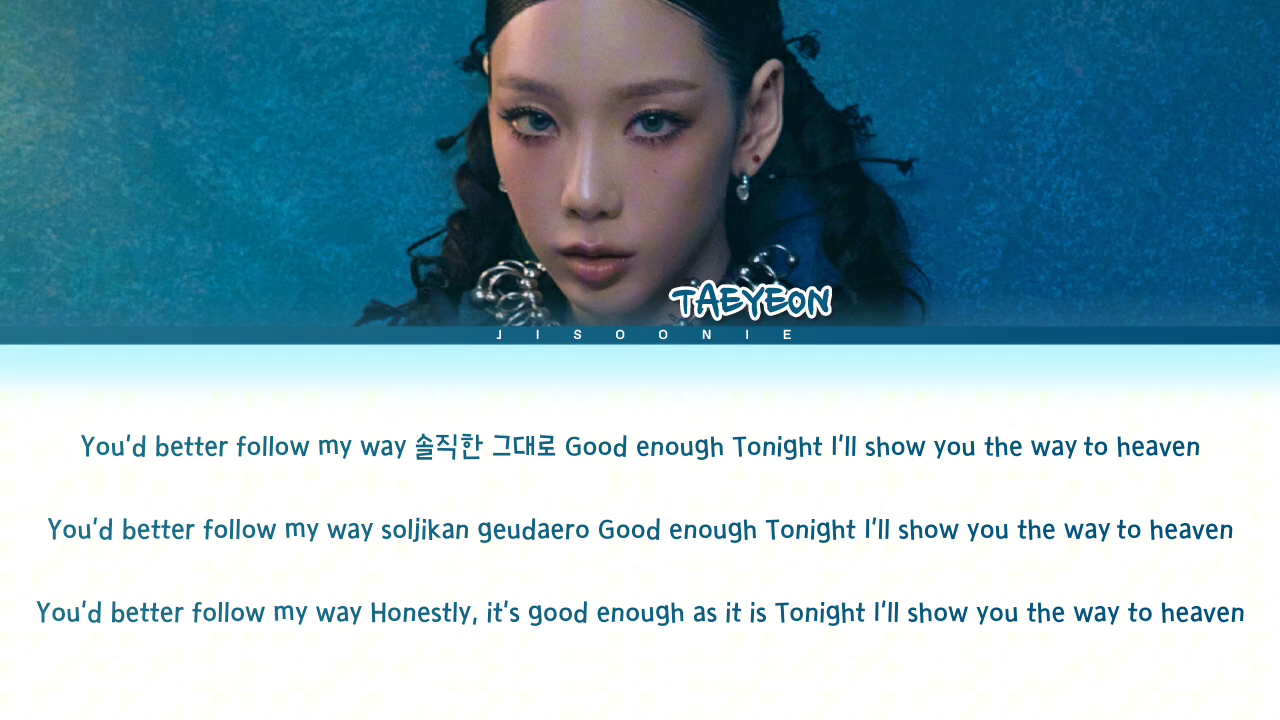 TAEYEON
JISOONIE
You'd better follow my way 솔직한 그대로 Good enough Tonight I'll show you the way to heaven
You'd better follow my way soljikan geudaero Good enough Tonight I'll show you the way to heaven
You'd better follow my way Honestly, it's good enough as it is Tonight I'll show you the way to heaven